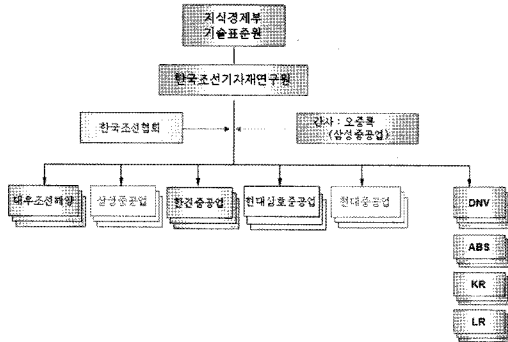 지식경제부
기술표준원
한국조선기자재연구원
한국조선협회
간사 : 오중록
(삼성중공업)
대우조선해양
삼성중공업
한진중공업
현대삼호중공업
현대중공업
DNV
ABS
KR
LR